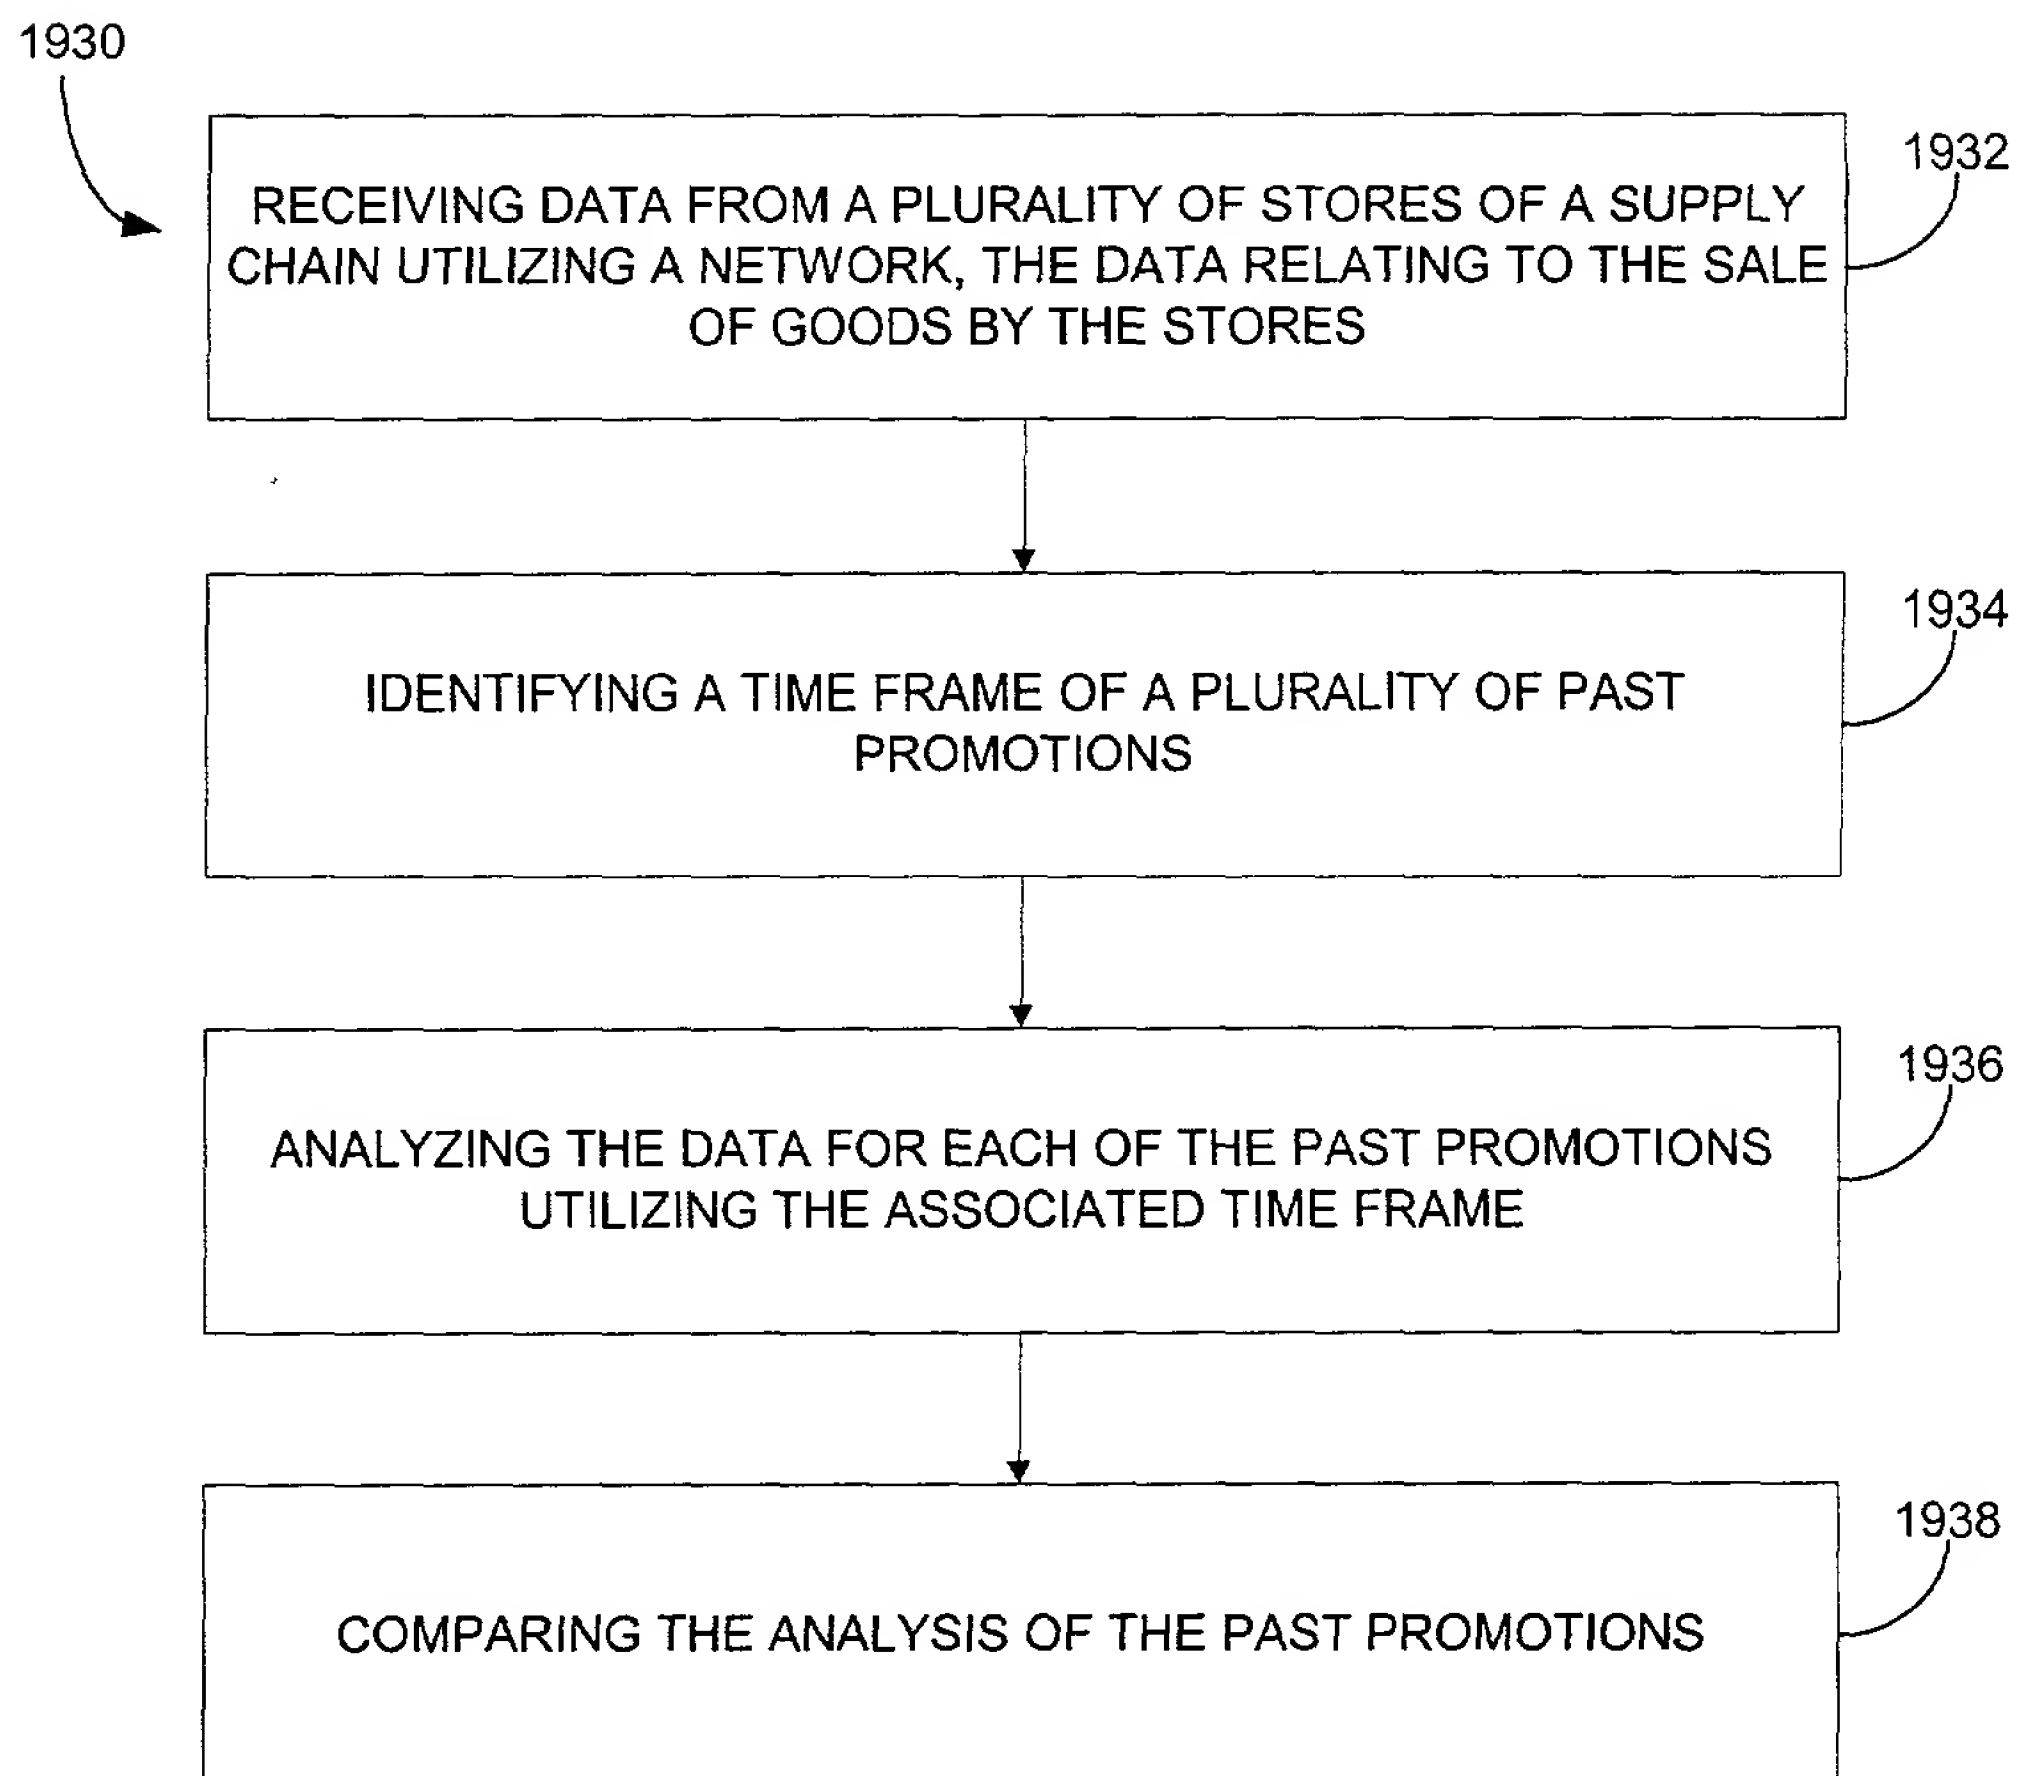 1930
1932
RECEIVING DATA FROM A PLURALITY OF STORES OF A SUPPLY
CHAIN UTILIZING A NETWORK, THE DATA RELATING TO THE SALE
OF GOODS BY THE STORES
1934
IDENTIFYING A TIME FRAME OF A PLURALITY OF PAST
PROMOTIONS
1936
ANALYZING THE DATA FOR EACH OF THE PAST PROMOTIONS
UTILIZING THE ASSOCIATED TIME FRAME
1938
COMPARING THE ANALYSIS OF THE PAST PROMOTIONS